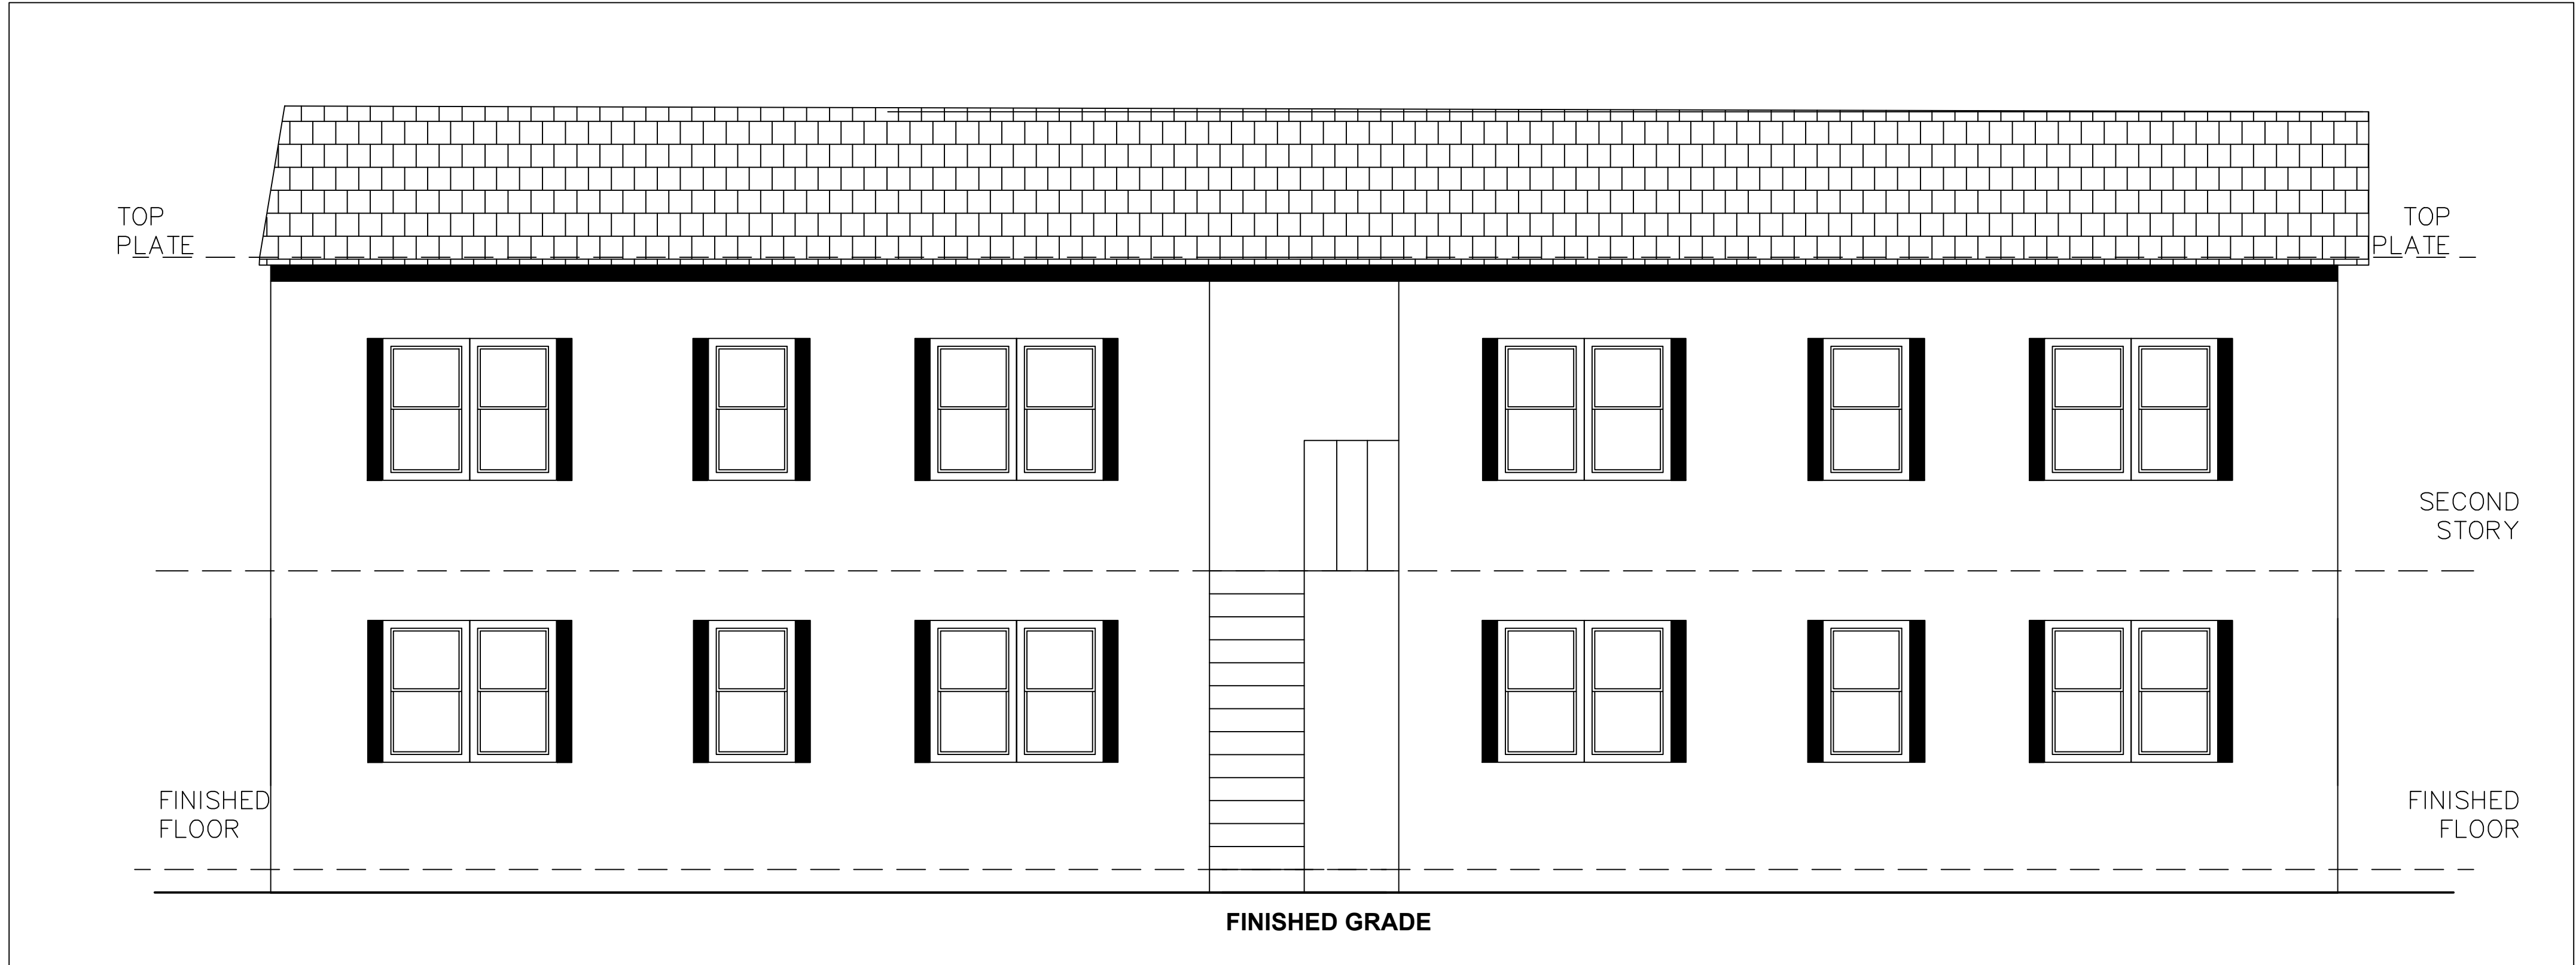 TOP
PLATE
TOP
PLATE
SECOND
STORY
FINISHED
FLOOR
FINISHED
FLOOR
FINISHED GRADE